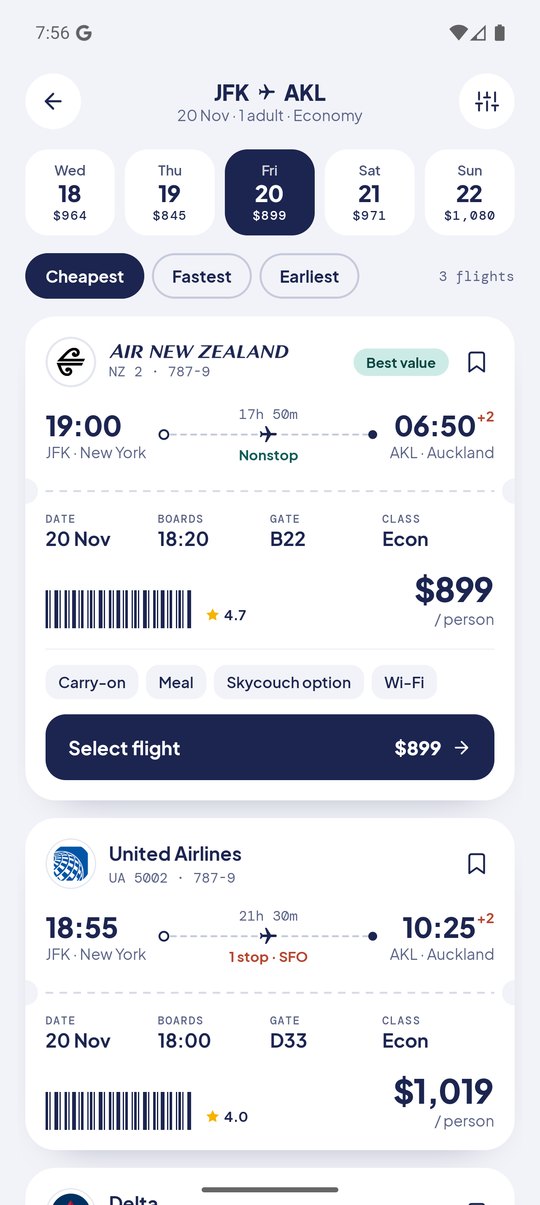 7:56 G
JFK ✈ AKL
20 Nov · 1 adult · Economy
Wed
18
$964
Thu
19
$845
Fri
20
$899
Sat
21
$971
Sun
22
$1,080
Cheapest
Fastest
Earliest
3 flights
AIR NEW ZEALAND
NZ 2 · 787-9
Best value
19:00
JFK · New York
17h 50m
Nonstop
06:50+2
AKL · Auckland
DATE
20 Nov
BOARDS
18:20
GATE
B22
CLASS
Econ
4.7
$899
/ person
Carry-on
Meal
Skycouch option
Wi-Fi
Select flight
$899 →
United Airlines
UA 5002 · 787-9
18:55
JFK · New York
21h 30m
1 stop · SFO
10:25+2
AKL · Auckland
DATE
20 Nov
BOARDS
18:00
GATE
D33
CLASS
Econ
4.0
$1,019
/ person
Delta